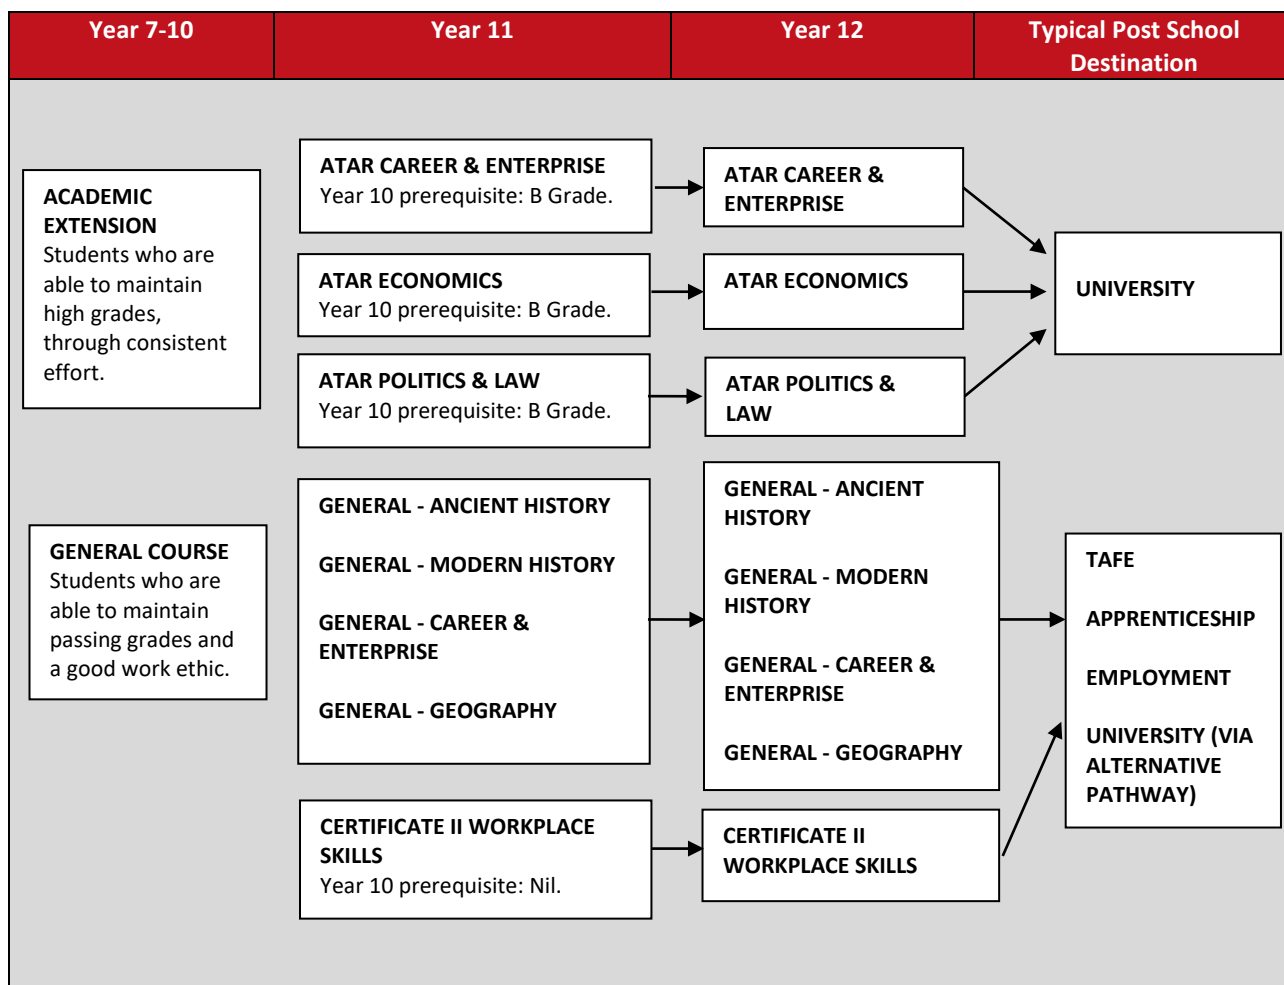 Year 7-10
Year 11
Year 12
Typical Post School
Destination
ACADEMIC
EXTENSION
Students who are
able to maintain
high grades,
through consistent
effort.
GENERAL COURSE
Students who are
able to maintain
passing grades and
a good work ethic.
ATAR CAREER & ENTERPRISE
Year 10 prerequisite: B Grade.
ATAR ECONOMICS
Year 10 prerequisite: B Grade.
ATAR POLITICS & LAW
Year 10 prerequisite: B Grade.
GENERAL - ANCIENT HISTORY
GENERAL - MODERN HISTORY
GENERAL - CAREER &
ENTERPRISE
GENERAL - GEOGRAPHY
CERTIFICATE II WORKPLACE
SKILLS
Year 10 prerequisite: Nil.
ATAR CAREER &
ENTERPRISE
ATAR ECONOMICS
ATAR POLITICS &
LAW
GENERAL - ANCIENT
HISTORY
GENERAL - MODERN
HISTORY
GENERAL - CAREER &
ENTERPRISE
GENERAL - GEOGRAPHY
CERTIFICATE II
WORKPLACE SKILLS
UNIVERSITY
TAFE
APPRENTICESHIP
EMPLOYMENT
UNIVERSITY (VIA
ALTERNATIVE
PATHWAY)